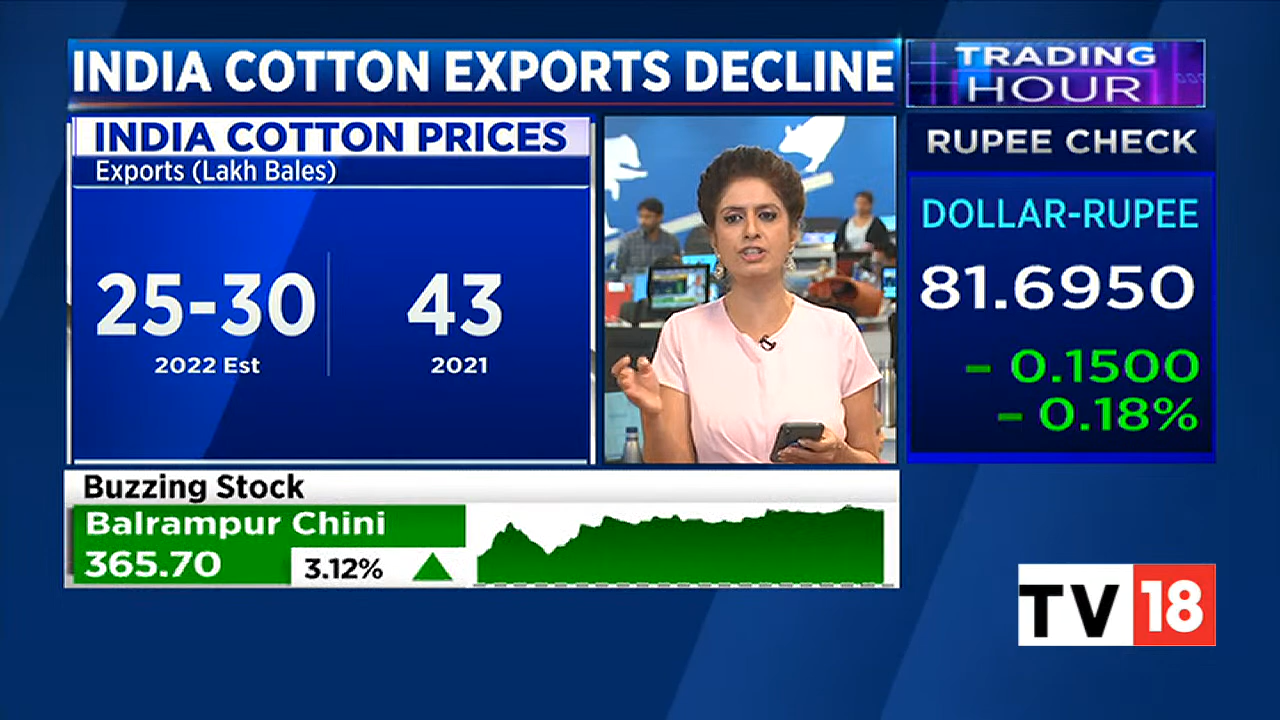 INDIA COTTON EXPORTS DECLINE
TRADING
HOUR
INDIA COTTON PRICES
Exports (Lakh Bales)
25-30
2022 Est
43
2021
RUPEE CHECK
DOLLAR-RUPEE
81.6950
- 0.1500
- 0.18%
Buzzing Stock
Balrampur Chini
365.70
3.12%
TV18